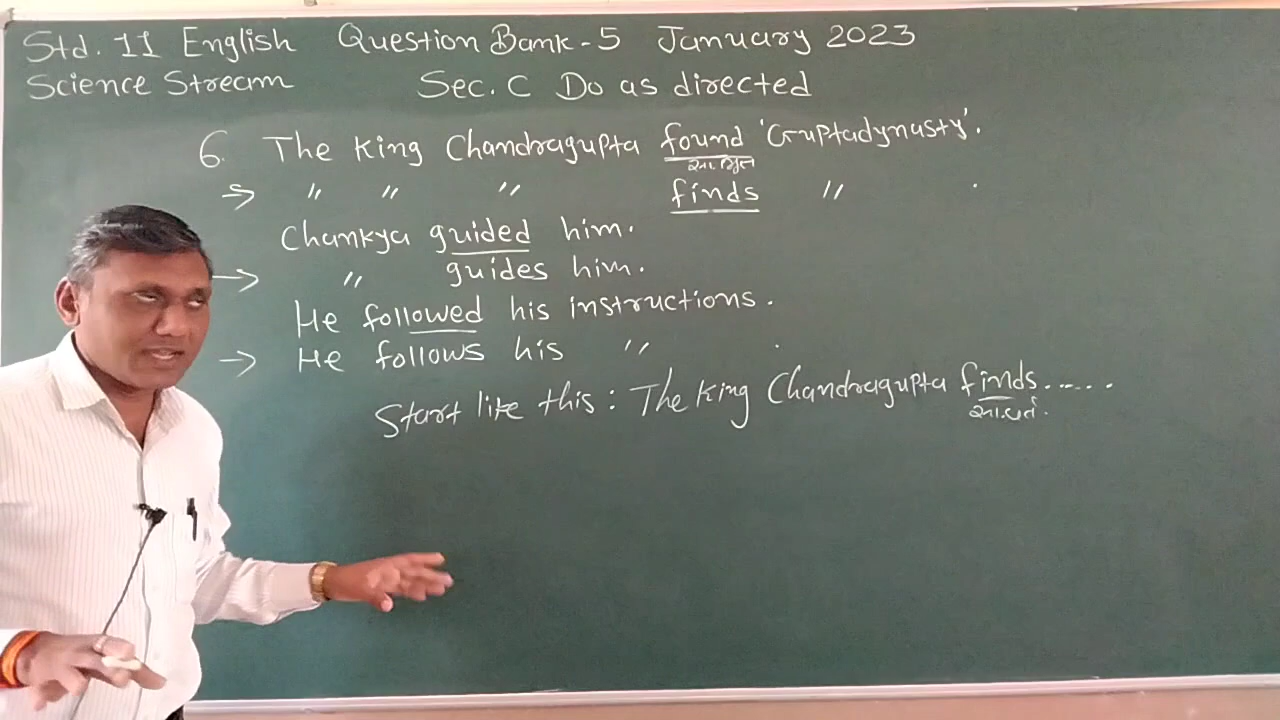 Std. 11 English Question Bank - 5 January 2023
Science Stream Sec. C Do as directed
6. The King Chandragupta found 'Guptadynasty'.
→ " " " finds " .
Chankya guided him.
→ " guides him.
He followed his instructions.
→ He follows his " .
Start like this : The King Chandragupta finds......